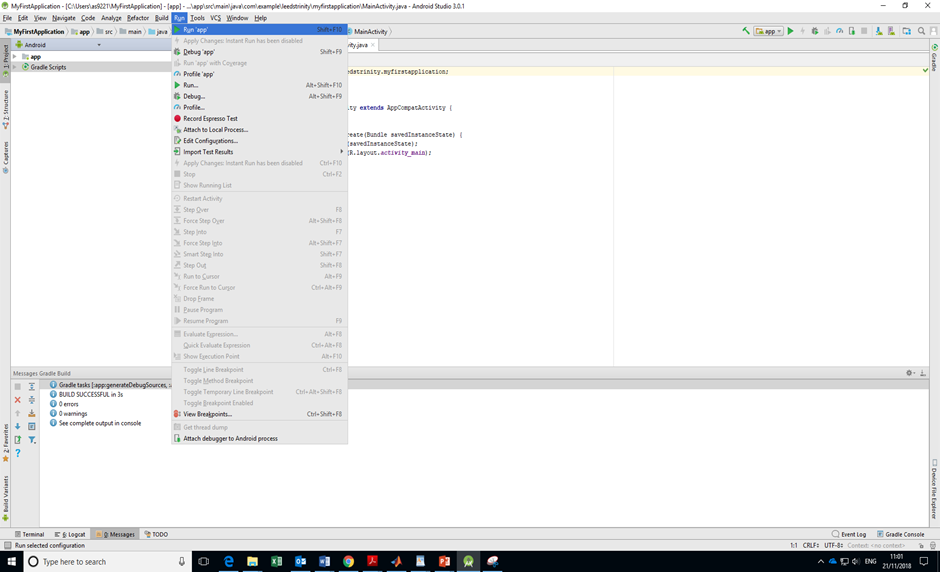 MyFirstApplication - [C:\Users\as9221\MyFirstApplication] - [app] - ...\app\src\main\java\com\example\leedstrinity\myfirstapplication\MainActivity.java - Android Studio 3.0.1
File Edit View Navigate Code Analyze Refactor Build Run Tools VCS Window Help
MyFirstApplication app src main java MainActivity app
Android
app
Gradle Scripts
Run 'app' Shift+F10
Apply Changes: Instant Run has been disabled
Debug 'app' Shift+F9
Run 'app' with Coverage
Profile 'app'
Run... Alt+Shift+F10
Debug... Alt+Shift+F9
Profile...
Record Espresso Test
Attach to Local Process...
Edit Configurations...
Import Test Results
Apply Changes: Instant Run has been disabled Ctrl+F10
Stop Ctrl+F2
Show Running List
Restart Activity
Step Over F8
Force Step Over Alt+Shift+F8
Step Into F7
Force Step Into Alt+Shift+F7
Smart Step Into Shift+F7
Step Out Shift+F8
Run to Cursor Alt+F9
Force Run to Cursor Ctrl+Alt+F9
Drop Frame
Pause Program
Resume Program F9
Evaluate Expression... Alt+F8
Quick Evaluate Expression Ctrl+Alt+F8
Show Execution Point Alt+F10
Toggle Line Breakpoint Ctrl+F8
Toggle Method Breakpoint
Toggle Temporary Line Breakpoint Ctrl+Alt+Shift+F8
Toggle Breakpoint Enabled
View Breakpoints... Ctrl+Shift+F8
Get thread dump
Attach debugger to Android process
vity.java
eedstrinity.myfirstapplication;
ity extends AppCompatActivity {
create(Bundle savedInstanceState) {
(savedInstanceState);
(R.layout.activity_main);
1: Project
Z: Structure
Captures
2: Favorites
Build Variants
Gradle
Device File Explorer
Messages Gradle Build
Gradle tasks [:app:generateDebugSources,
BUILD SUCCESSFUL in 3s
0 errors
0 warnings
See complete output in console
Terminal 6: Logcat 0: Messages TODO Event Log Gradle Console
Run selected configuration 1:1 CRLF÷ UTF-8÷ Context: <no context>
Type here to search
ENG
11:01
21/11/2018